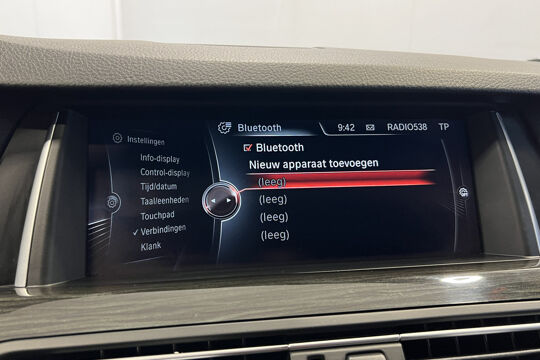 Bluetooth 9:42 RADIO538 TP
Instellingen
Info-display
Control-display
Tijd/datum
Taal/eenheden
Touchpad
✓ Verbindingen
Klank
Bluetooth
Nieuw apparaat toevoegen
(leeg)
(leeg)
(leeg)
(leeg)